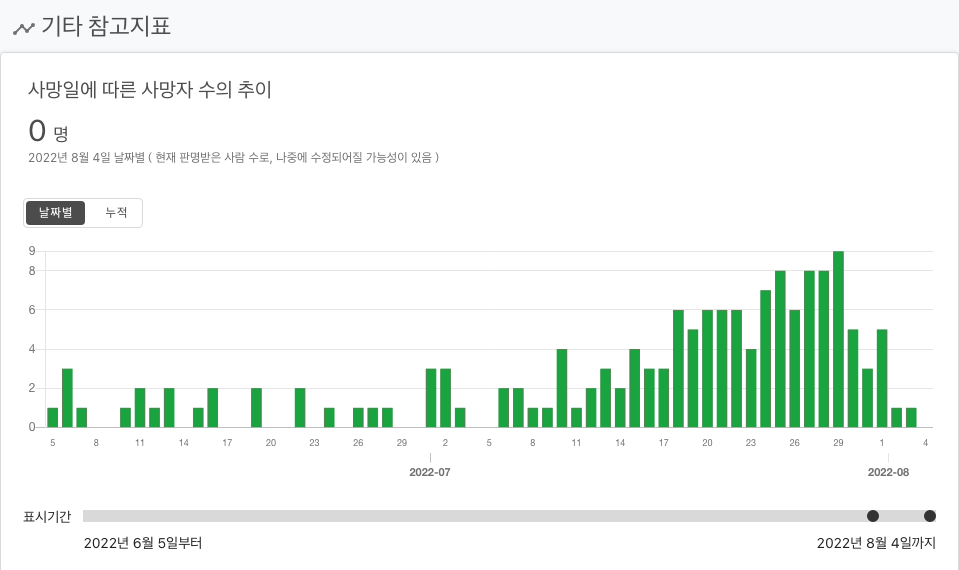 기타 참고지표
사망일에 따른 사망자 수의 추이
0 명
2022년 8월 4일 날짜별 ( 현재 판명받은 사람 수로, 나중에 수정되어질 가능성이 있음 )
날짜별 누적
9
8
6
4
2
0
5 8 11 14 17 20 23 26 29 2 5 8 11 14 17 20 23 26 29 1 4
2022-07 2022-08
표시기간
2022년 6월 5일부터 2022년 8월 4일까지